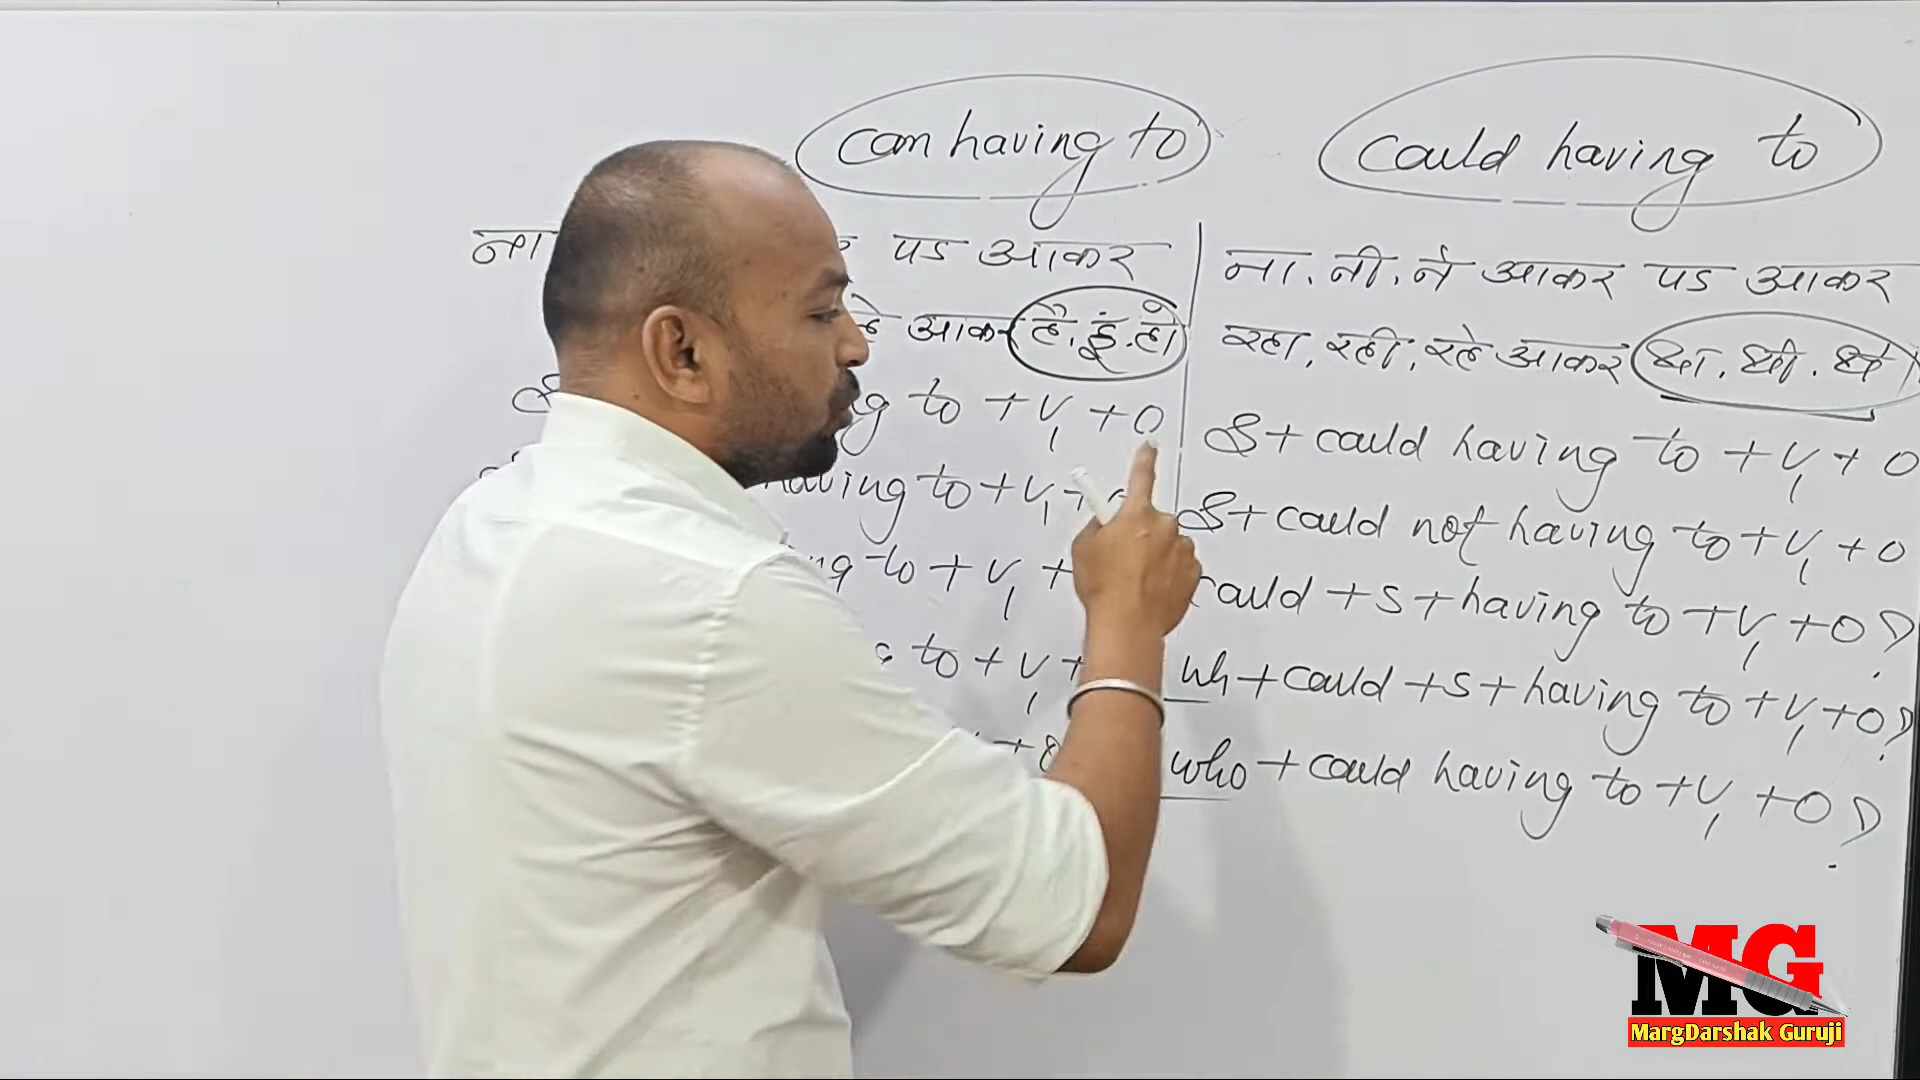 can having to
could having to
ना पड आकर
आकर है, हूं, हो
to + V1 + O
having to + V1 +
to + V1 +
to + V1 +
ना, नी, ने आकर पड आकर
रहा, रही, रहे आकर था, थी, थे
S + could having to + V1 + O
S + could not having to + V1 + O
could + S + having to + V1 + O?
wh + could + S + having to + V1 + O?
who + could having to + V1 + O?
MG
MargDarshak Guruji